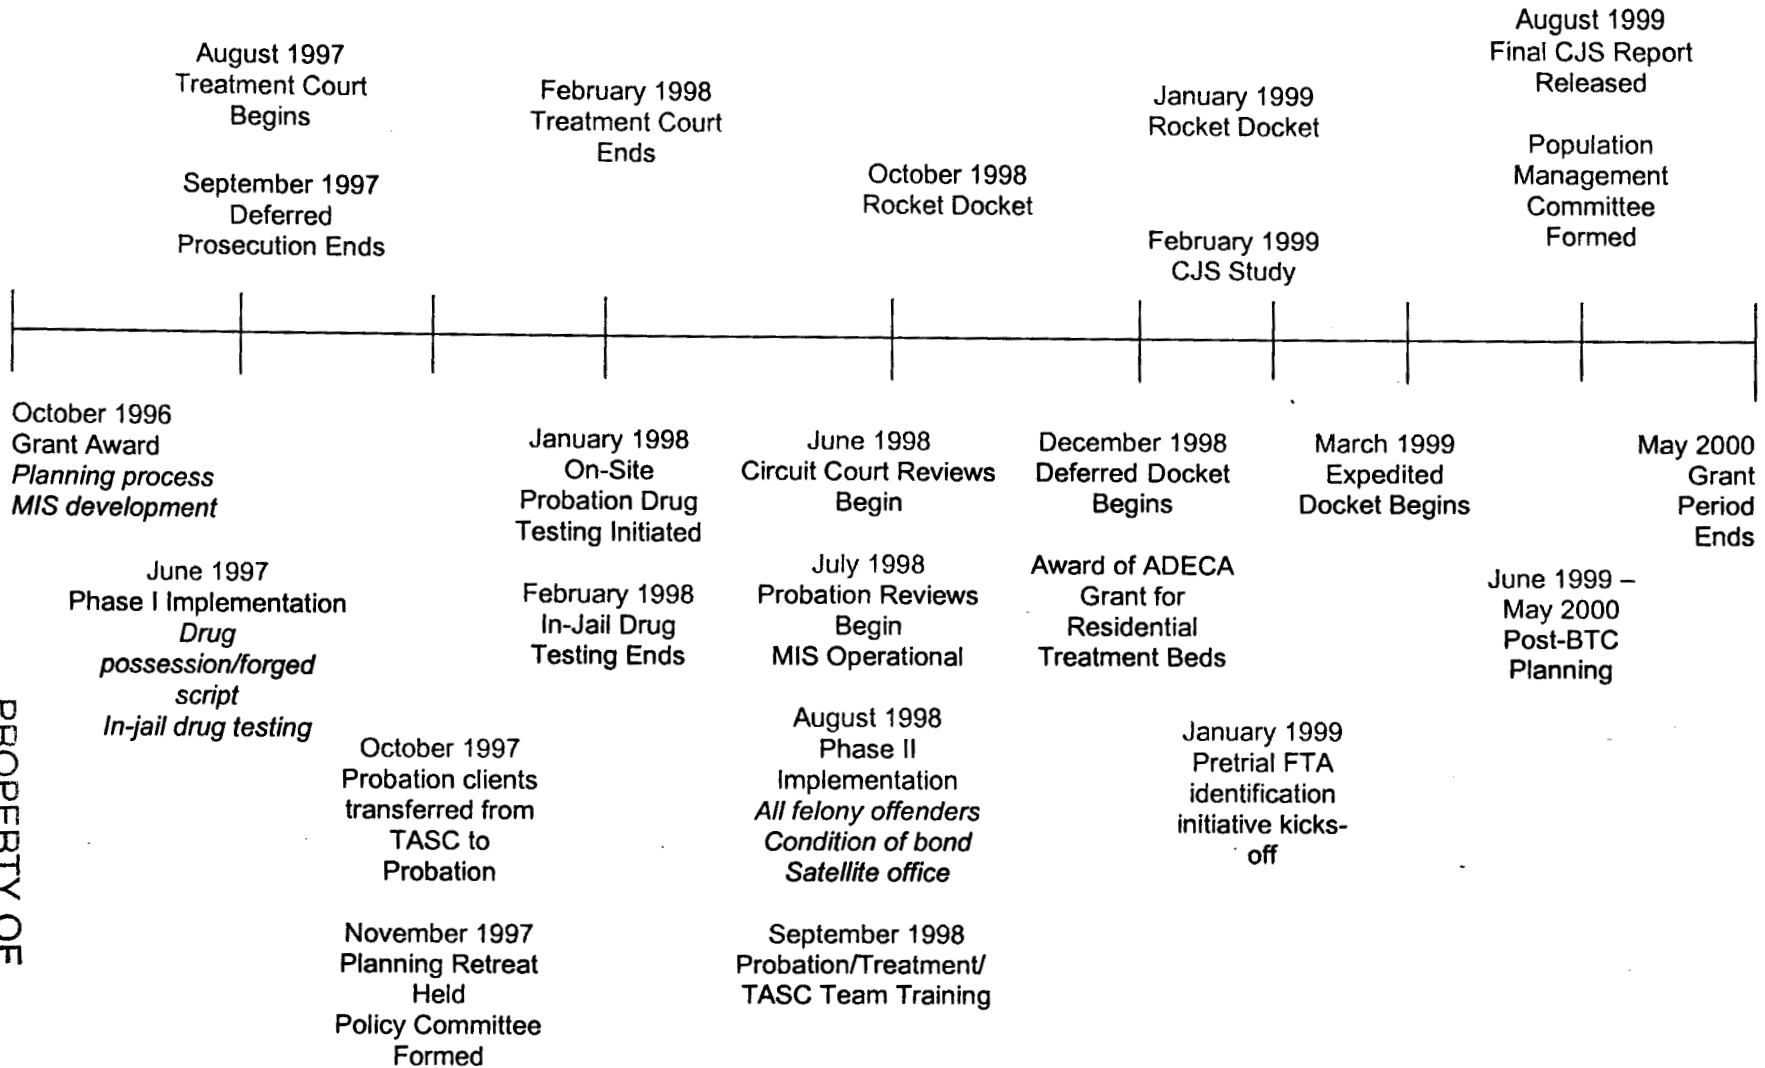 August 1997
Treatment Court
Begins
September 1997
Deferred
Prosecution Ends
February 1998
Treatment Court
Ends
October 1998
Rocket Docket
January 1999
Rocket Docket
February 1999
CJS Study
August 1999
Final CJS Report
Released
Population
Management
Committee
Formed
October 1996
Grant Award
Planning process
MIS development
June 1997
Phase I Implementation
Drug
possession/forged
script
In-jail drug testing
October 1997
Probation clients
transferred from
TASC to
Probation
November 1997
Planning Retreat
Held
Policy Committee
Formed
January 1998
On-Site
Probation Drug
Testing Initiated
February 1998
In-Jail Drug
Testing Ends
June 1998
Circuit Court Reviews
Begin
July 1998
Probation Reviews
Begin
MIS Operational
August 1998
Phase II
Implementation
All felony offenders
Condition of bond
Satellite office
September 1998
Probation/Treatment/
TASC Team Training
December 1998
Deferred Docket
Begins
Award of ADECA
Grant for
Residential
Treatment Beds
January 1999
Pretrial FTA
identification
initiative kicks-
off
March 1999
Expedited
Docket Begins
June 1999 –
May 2000
Post-BTC
Planning
May 2000
Grant
Period
Ends
PROPERTY OF